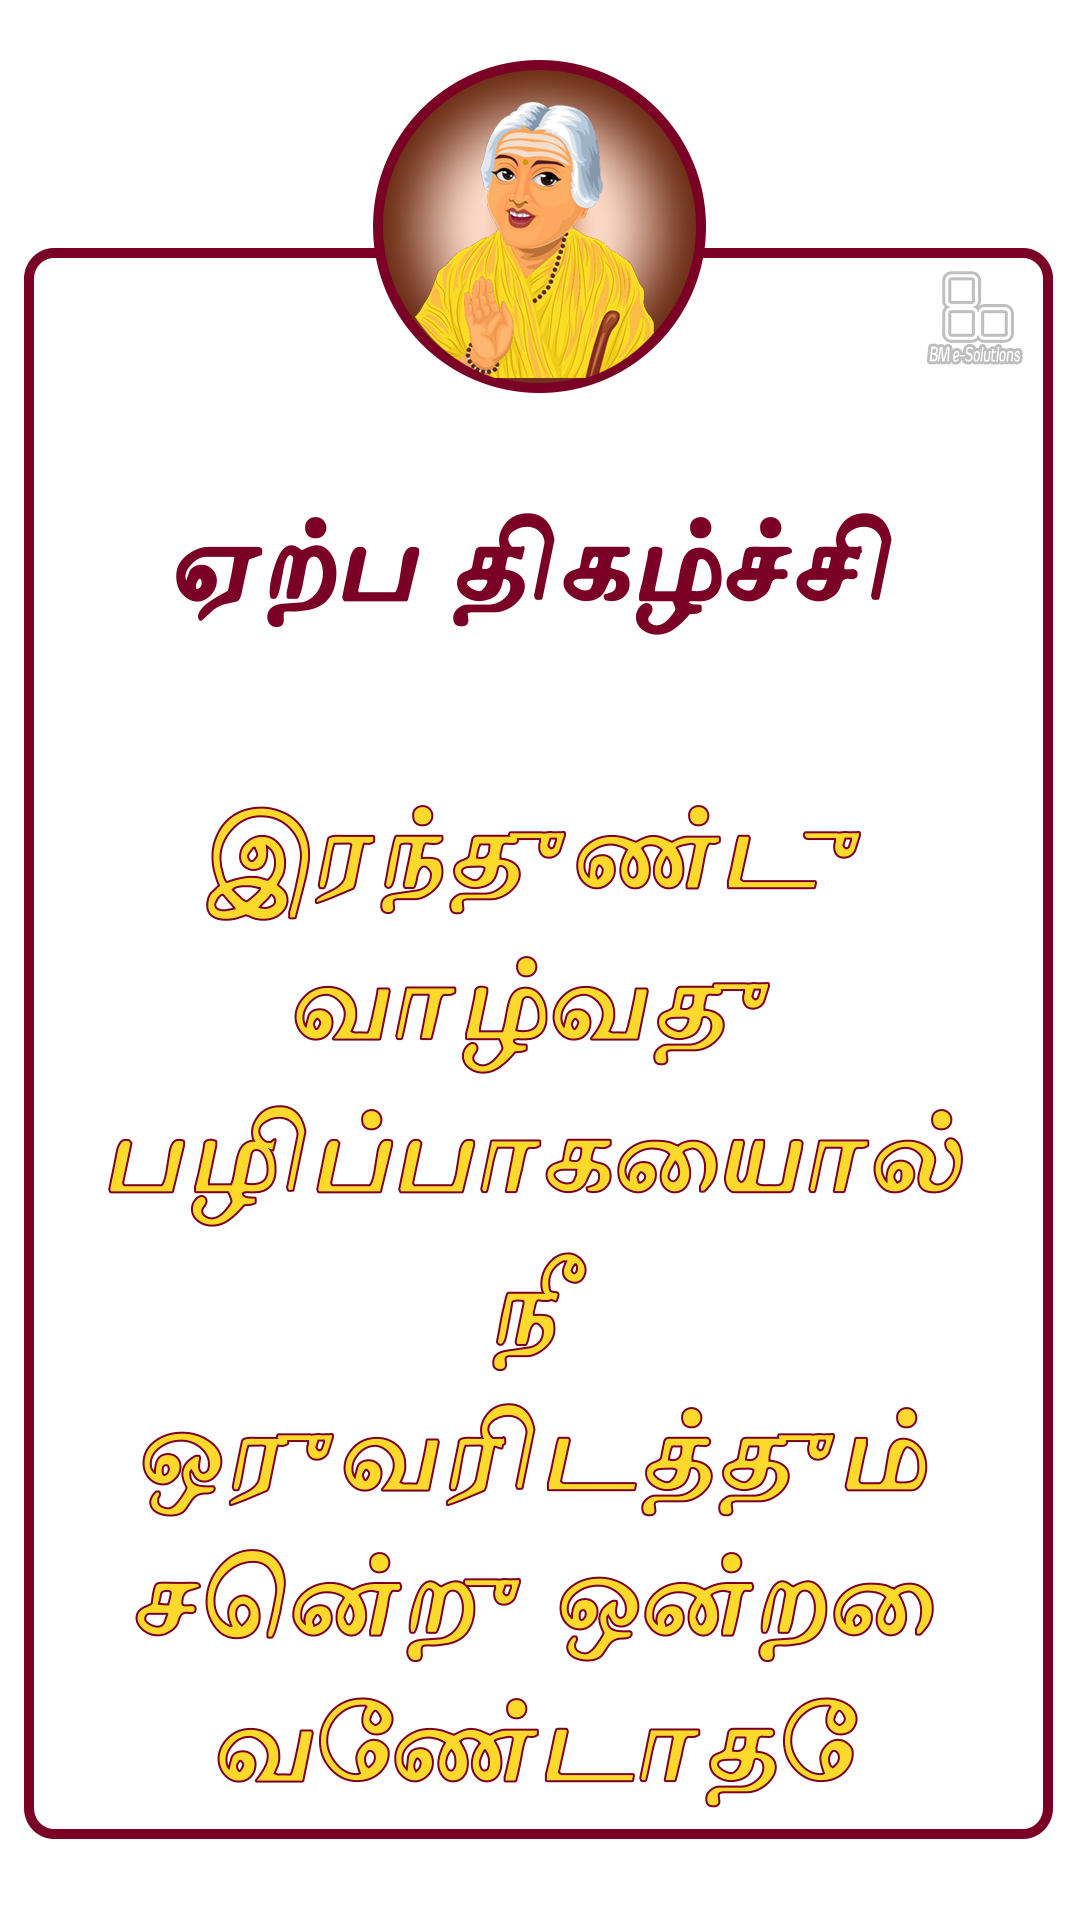 BM e-Solutions
ஏற்ப திகழ்ச்சி
இரந்துண்டு
வாழ்வது
பழிப்பாகையால்
நீ
ஒருவரிடத்தும்
சென்று ஒன்றை
வேண்டாதே